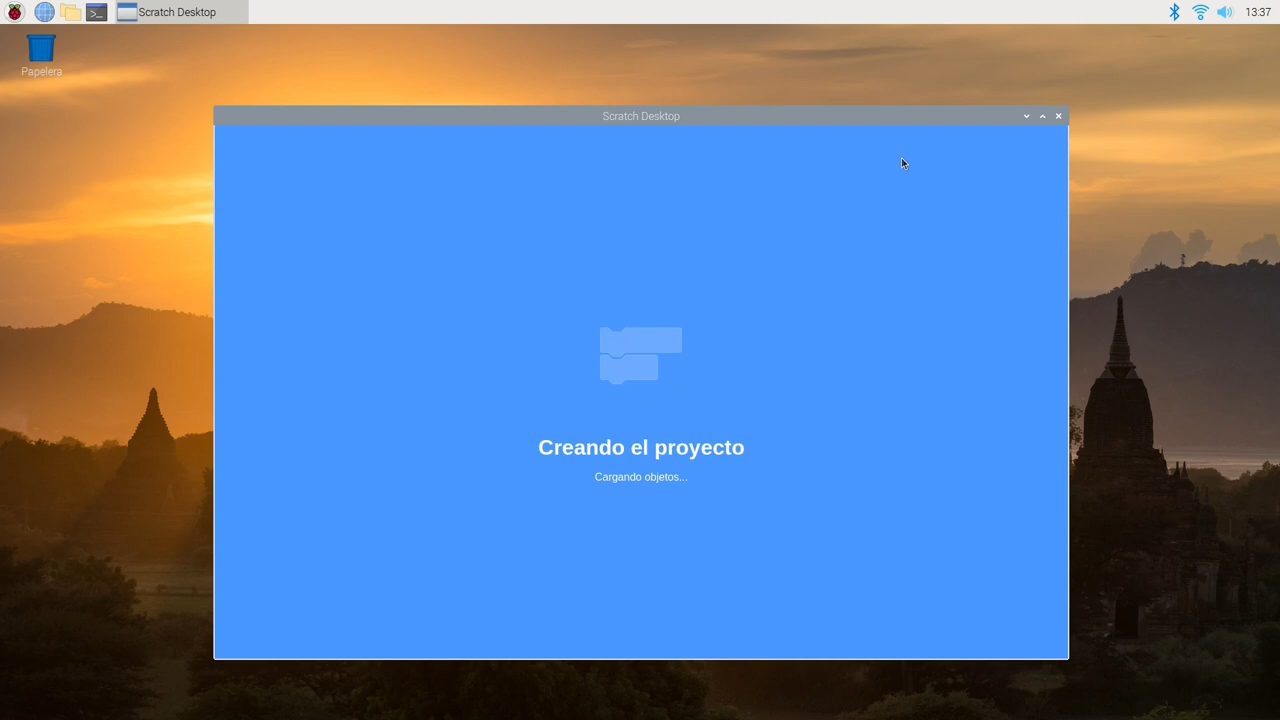 Scratch Desktop
13:37
Papelera
Scratch Desktop
Creando el proyecto
Cargando objetos...